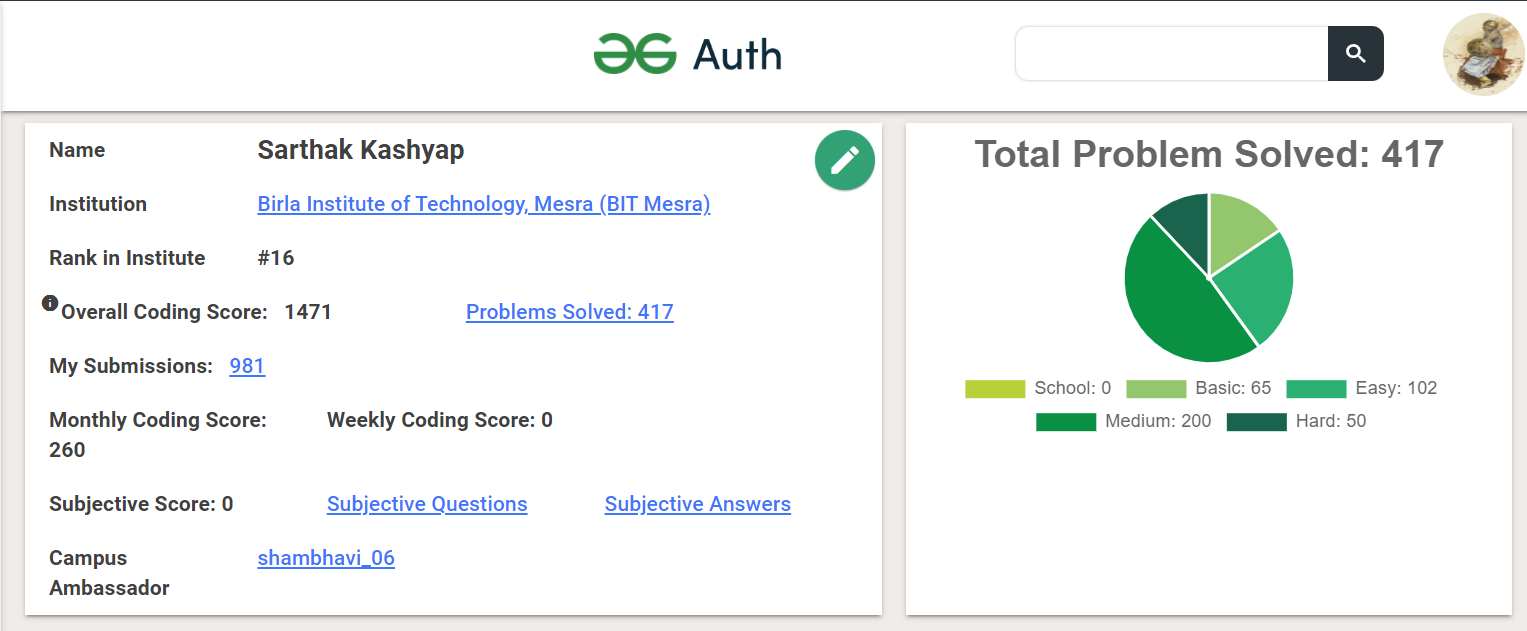 Auth
Name Sarthak Kashyap
Institution Birla Institute of Technology, Mesra (BIT Mesra)
Rank in Institute #16
Overall Coding Score: 1471 Problems Solved: 417
My Submissions: 981
Monthly Coding Score: Weekly Coding Score: 0
260
Subjective Score: 0 Subjective Questions Subjective Answers
Campus shambhavi_06
Ambassador
Total Problem Solved: 417
School: 0 Basic: 65 Easy: 102
Medium: 200 Hard: 50